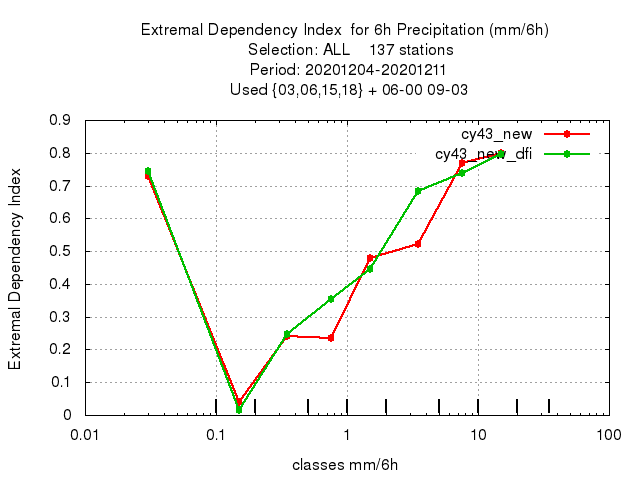 Extremal Dependency Index  for 6h Precipitation (mm/6h)
Selection: ALL    137 stations
Period: 20201204-20201211
Used {03,06,15,18} + 06-00 09-03
cy43_new
cy43_new_dfi
Extremal Dependency Index
0.9
0.8
0.7
0.6
0.5
0.4
0.3
0.2
0.1
0
0.01
0.1
1
10
100
classes mm/6h